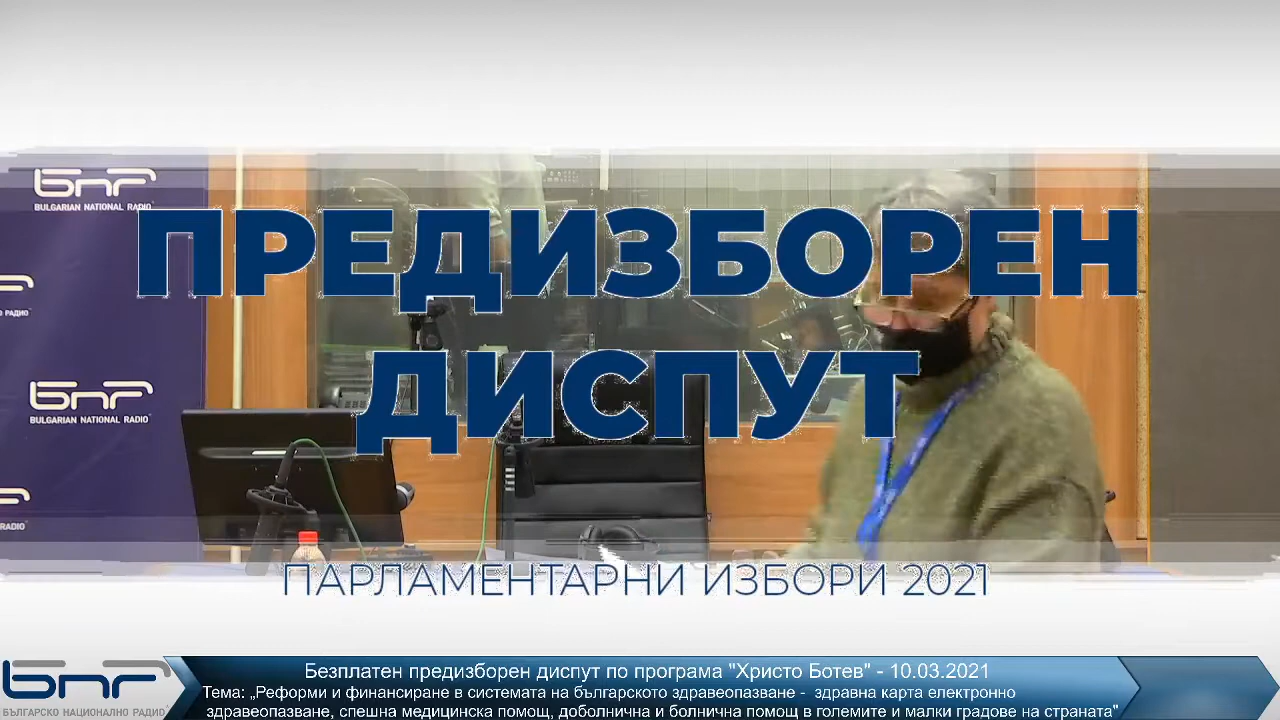 БНР
BULGARIAN NATIONAL RADIO
ПРЕДИЗБОРЕН
РАДИО
ДИСПУТ
БНР
BULGARIAN NATIONAL RADIO
RADIO
ПАРЛАМЕНТАРНИ ИЗБОРИ 2021
Безплатен предизборен диспут по програма "Христо Ботев" - 10.03.2021
БНР
Тема: „Реформи и финансиране в системата на българското здравеопазване - здравна карта електронно
здравеопазване, спешна медицинска помощ, доболнична и болнична помощ в големите и малки градове на страната"
БЪЛГАРСКО НАЦИОНАЛНО РАДИО